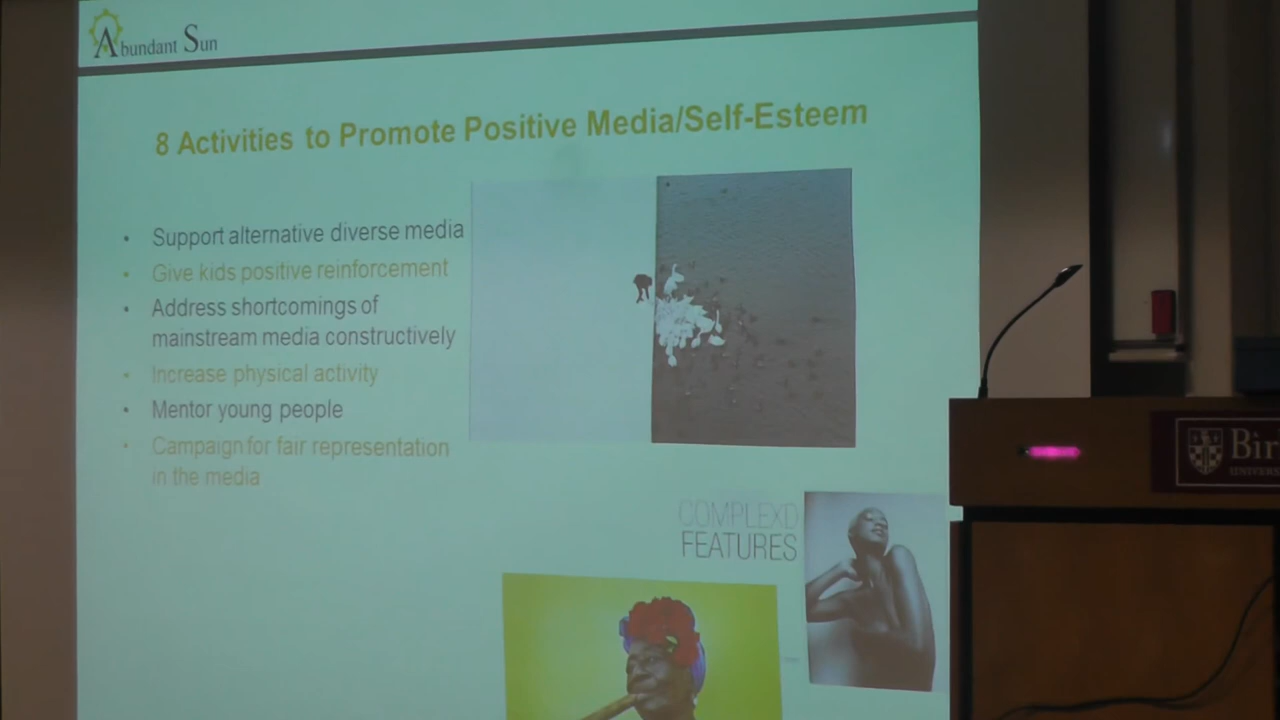 Abundant Sun
8 Activities to Promote Positive Media/Self-Esteem
• Support alternative diverse media
• Give kids positive reinforcement
• Address shortcomings of
mainstream media constructively
• Increase physical activity
• Mentor young people
• Campaign for fair representation
in the media
COMPLEXD
FEATURES
Bir
UNIVERS